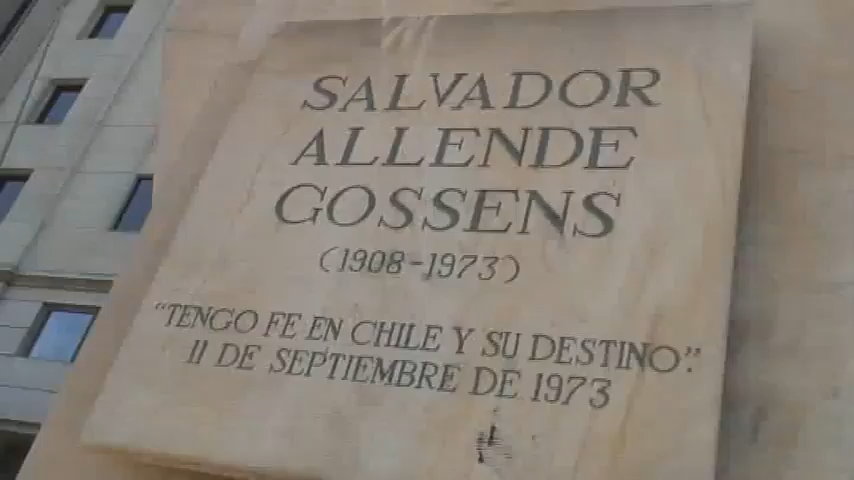 SALVADOR
ALLENDE
GOSSENS
(1908-1973)
"TENGO FE EN CHILE Y SU DESTINO".
11 DE SEPTIEMBRE DE 1973